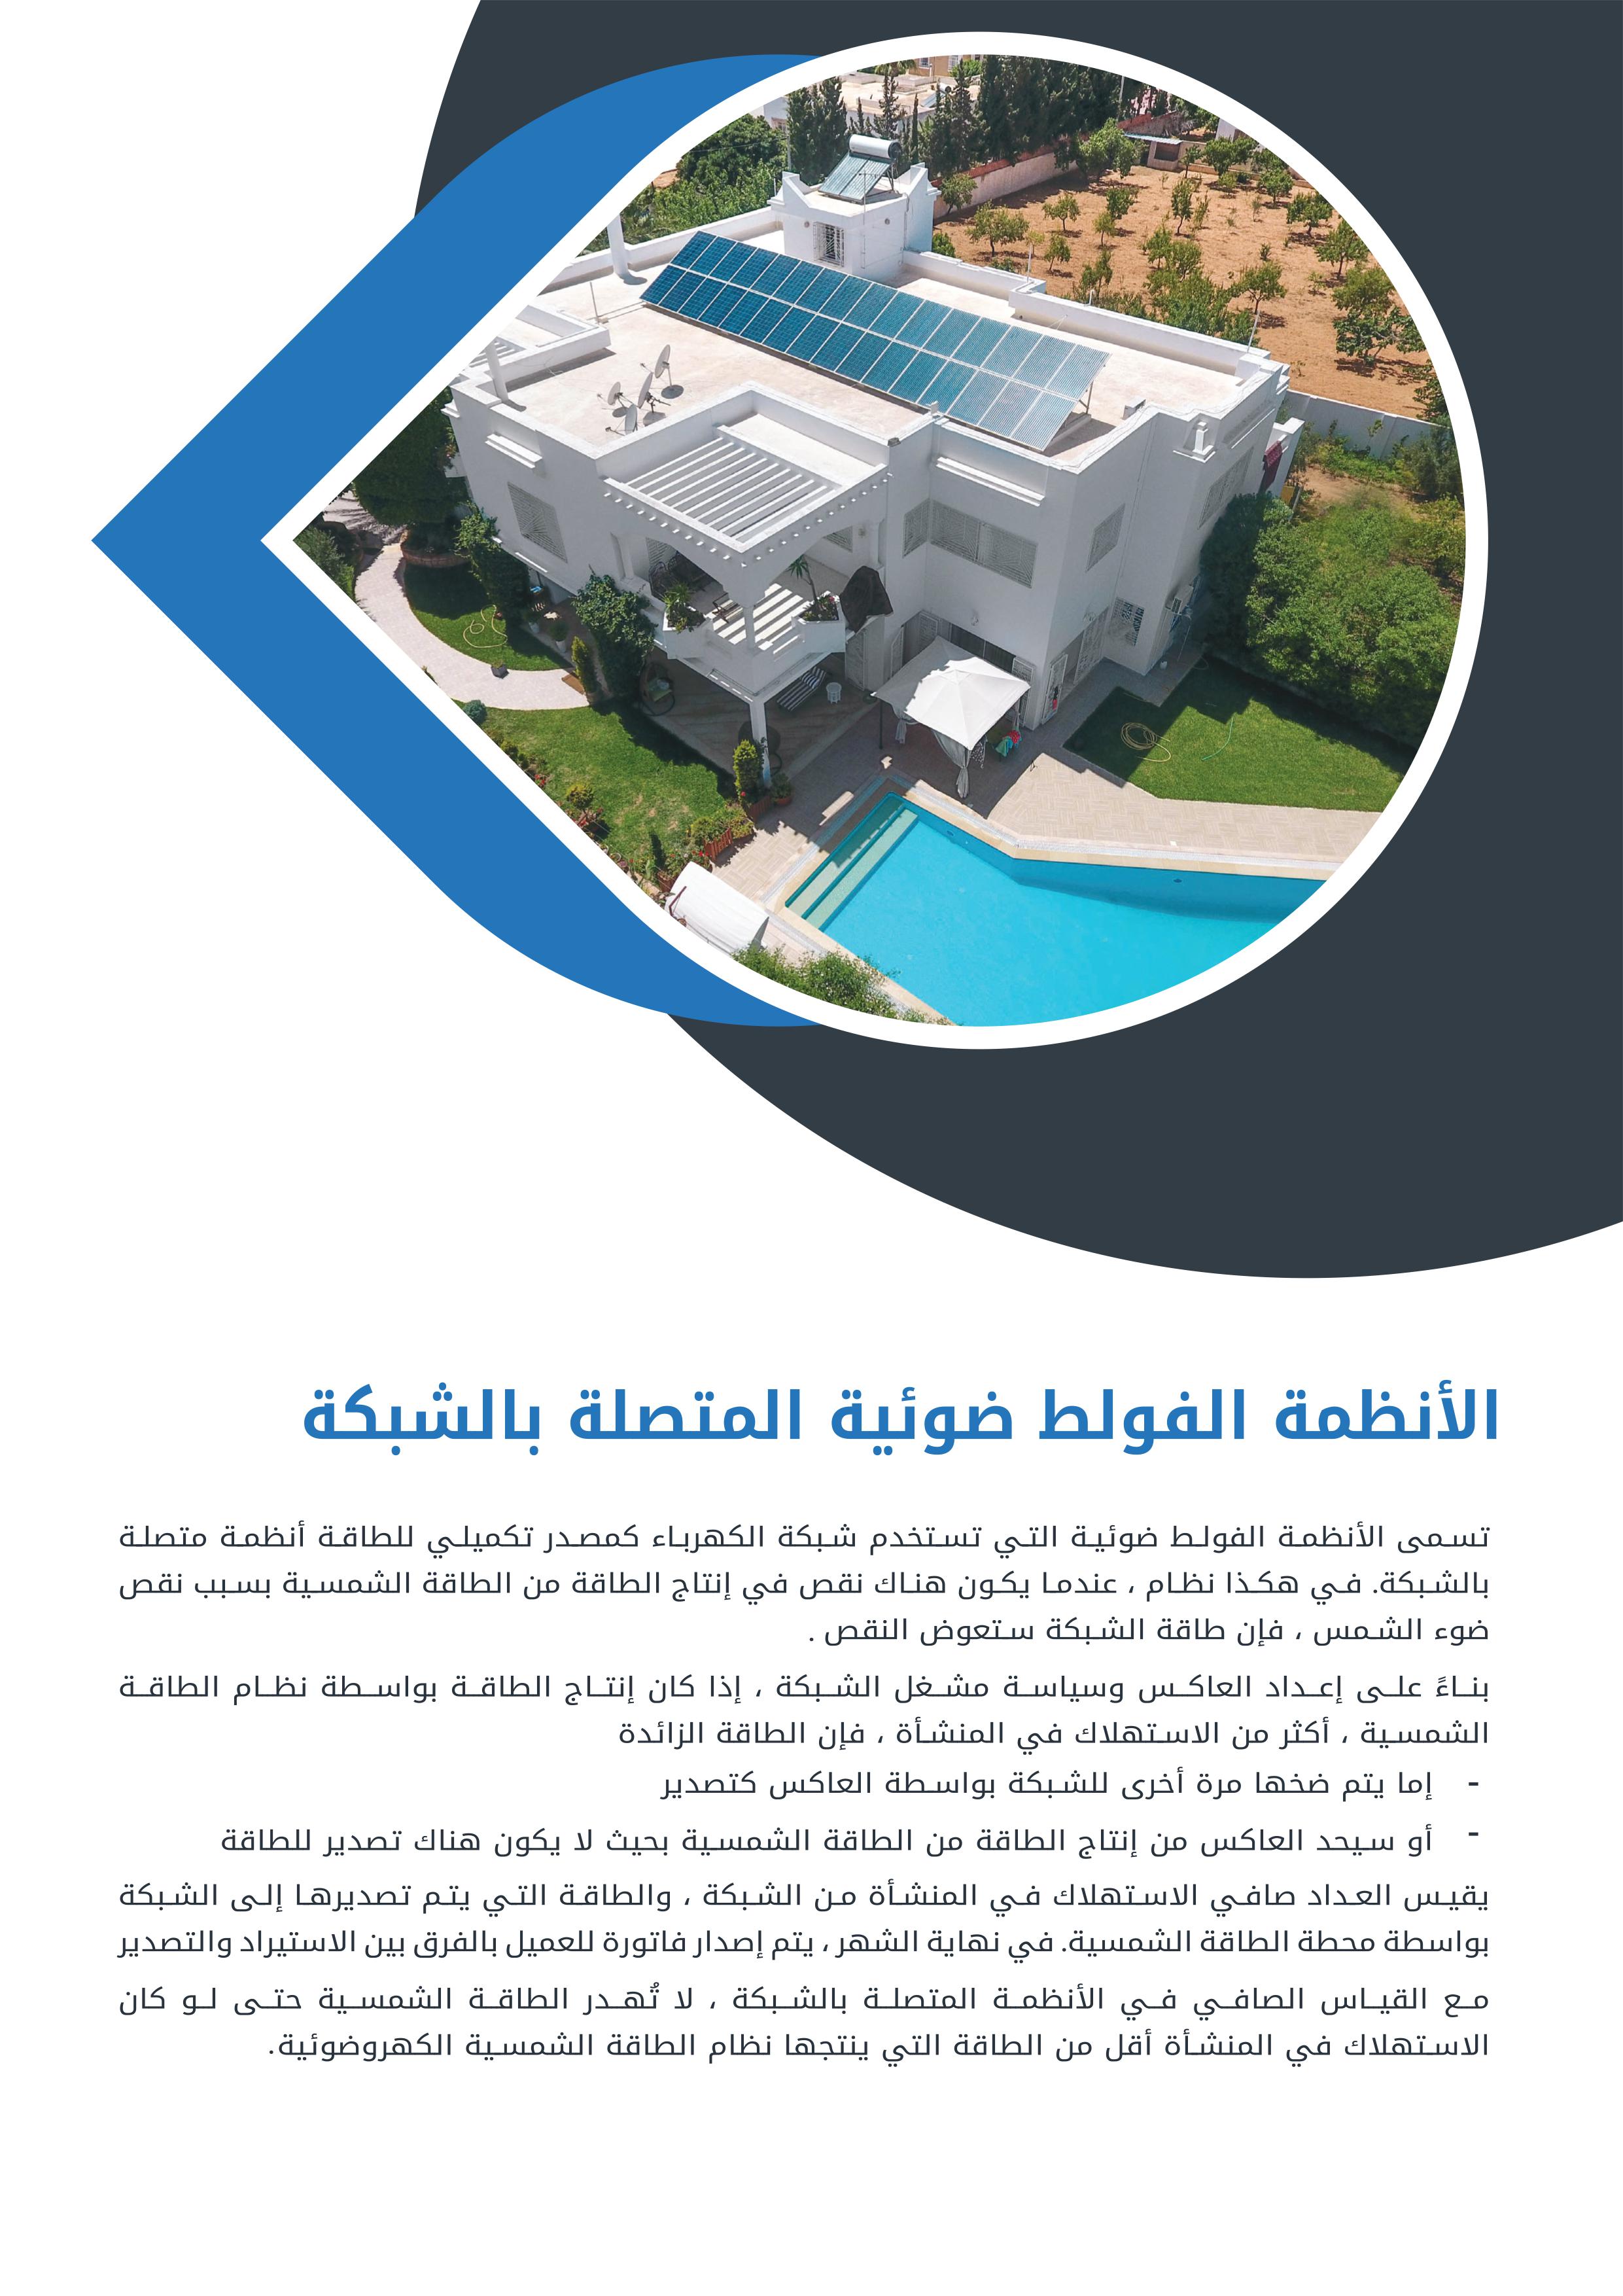 الأنظمة الفولط ضوئية المتصلة بالشبكة
تسمى الأنظمة الفولط ضوئية التي تستخدم شبكة الكهرباء كمصدر تكميلي للطاقة أنظمة متصلة
بالشبكة. في هكذا نظام ، عندما يكون هناك نقص في إنتاج الطاقة من الطاقة الشمسية بسبب نقص
ضوء الشمس ، فإن طاقة الشبكة ستعوض النقص .
بناءً على إعداد العاكس وسياسة مشغل الشبكة ، إذا كان إنتاج الطاقة بواسطة نظام الطاقة
الشمسية ، أكثر من الاستهلاك في المنشأة ، فإن الطاقة الزائدة
- إما يتم ضخها مرة أخرى للشبكة بواسطة العاكس كتصدير
- أو سيحد العاكس من إنتاج الطاقة من الطاقة الشمسية بحيث لا يكون هناك تصدير للطاقة
يقيس العداد صافي الاستهلاك في المنشأة من الشبكة ، والطاقة التي يتم تصديرها إلى الشبكة
بواسطة محطة الطاقة الشمسية. في نهاية الشهر ، يتم إصدار فاتورة للعميل بالفرق بين الاستيراد والتصدير
مع القياس الصافي في الأنظمة المتصلة بالشبكة ، لا تُهدر الطاقة الشمسية حتى لو كان
الاستهلاك في المنشأة أقل من الطاقة التي ينتجها نظام الطاقة الشمسية الكهروضوئية.